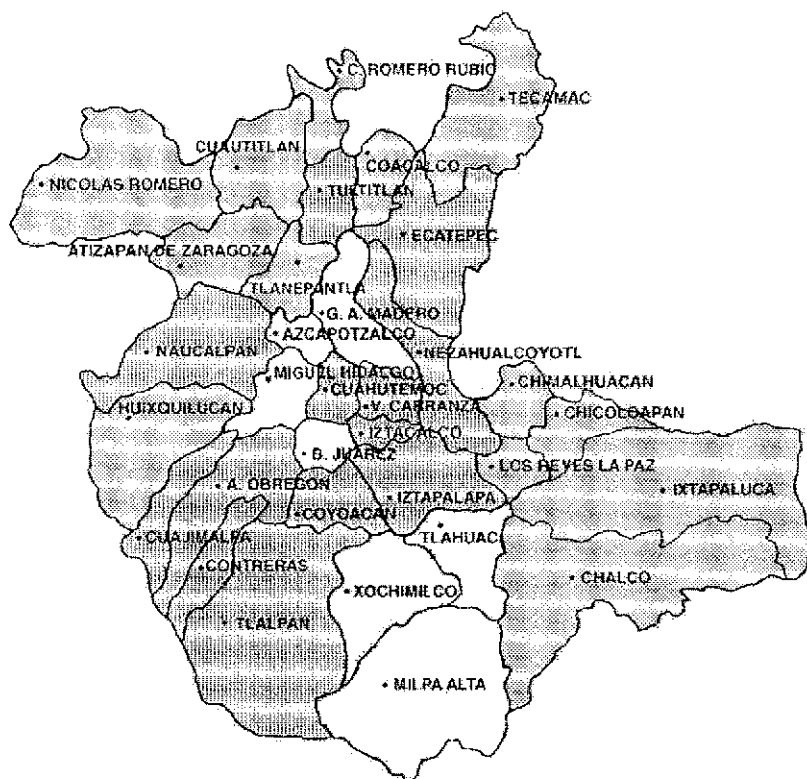 C. ROMERO RUBIO
TECAMAC
CUAUTITLAN
COACALCO
NICOLAS ROMERO
TULTITLAN
ECATEPEC
ATIZAPAN DE ZARAGOZA
TLANEPANTLA
G. A. MADERO
AZCAPOTZALCO
NAUCALPAN
NEZAHUALCOYOTL
MIGUEL HIDALGO
CHIMALHUACAN
CUAHUTEMOC
HUIXQUILUCAN
V. CARRANZA
CHICOLOAPAN
IZTACALCO
B. JUAREZ
LOS REYES LA PAZ
A. OBREGON
IZTAPALAPA
IXTAPALUCA
COYOACAN
TLAHUAC
CUAJIMALPA
CONTRERAS
CHALCO
XOCHIMILCO
TLALPAN
MILPA ALTA